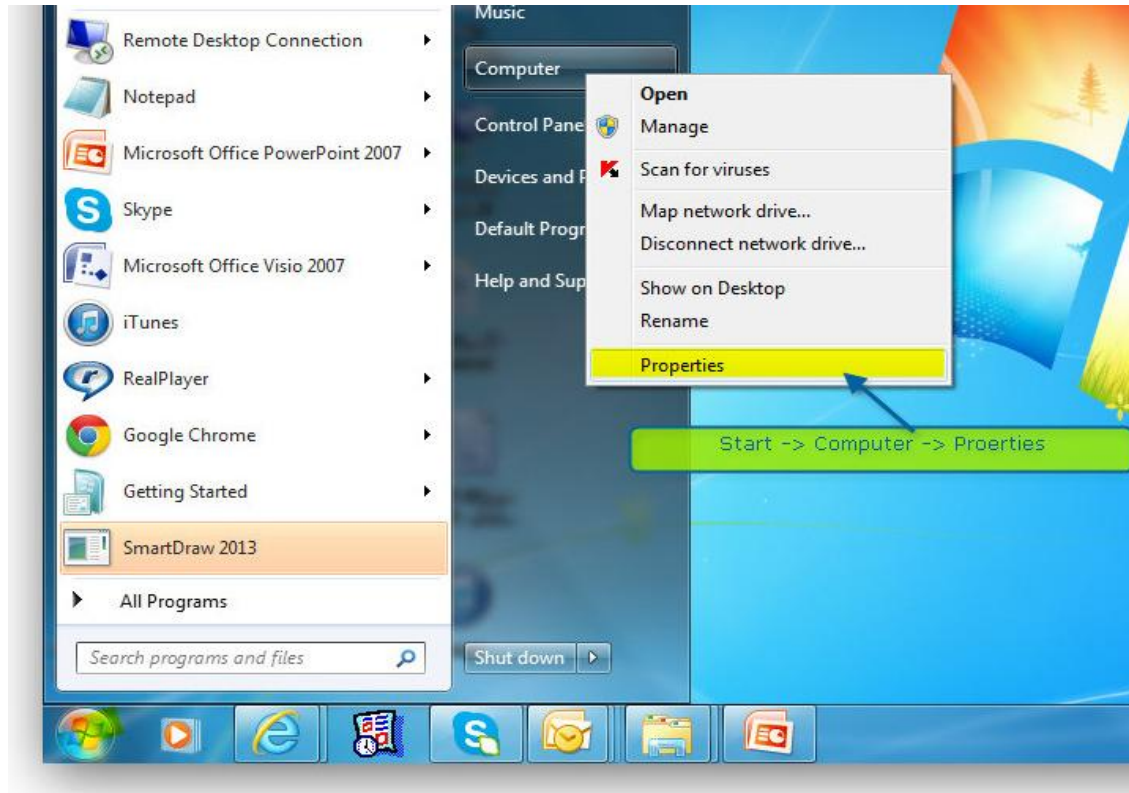 Music
Remote Desktop Connection
Computer
Notepad
Open
Control Pane
Manage
Microsoft Office PowerPoint 2007
Scan for viruses
Devices and
Skype
Map network drive...
Default Progr
Disconnect network drive...
Microsoft Office Visio 2007
Help and Sup
Show on Desktop
iTunes
Rename
RealPlayer
Properties
Google Chrome
Start -> Computer -> Proerties
Getting Started
SmartDraw 2013
All Programs
Search programs and files
Shut down